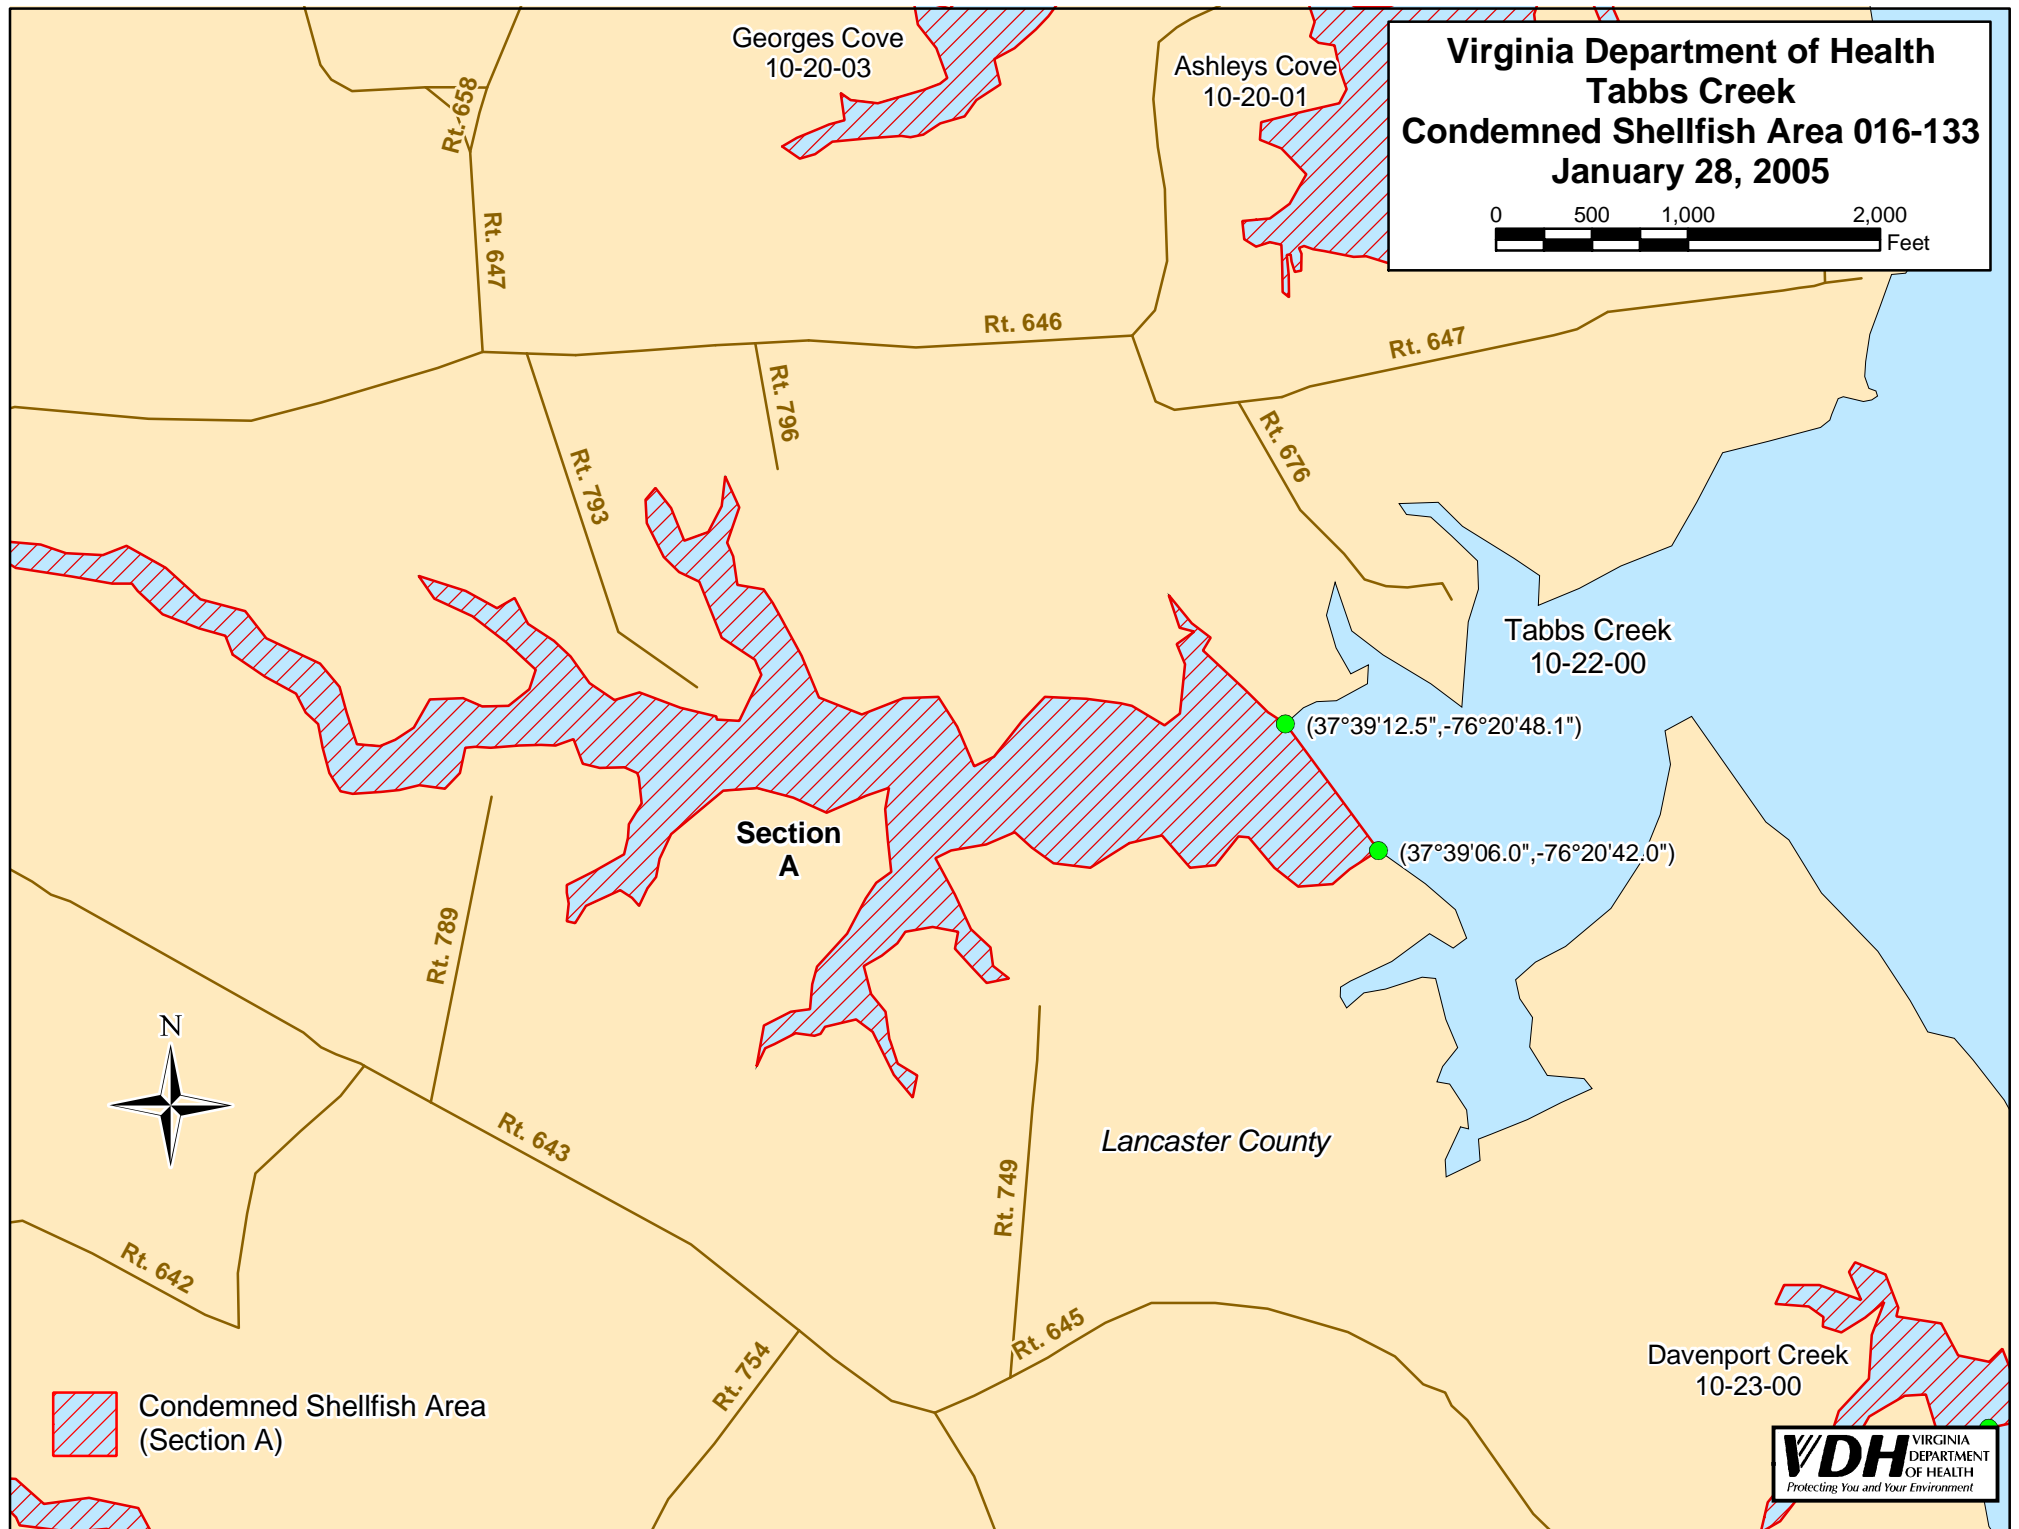 Georges Cove
10-20-03
Ashleys Cove
10-20-01
Virginia Department of Health
Tabbs Creek
Condemned Shellfish Area 016-133
January 28, 2005
0 500 1,000 2,000
Feet
Rt. 658
Rt. 647
Rt. 646
Rt. 647
Rt. 796
Rt. 793
Rt. 676
Tabbs Creek
10-22-00
(37°39'12.5",-76°20'48.1")
Section
A
(37°39'06.0",-76°20'42.0")
Rt. 789
N
Rt. 643
Lancaster County
Rt. 749
Rt. 642
Rt. 645
Rt. 754
Davenport Creek
10-23-00
Condemned Shellfish Area
(Section A)
VDH
VIRGINIA
DEPARTMENT
OF HEALTH
Protecting You and Your Environment